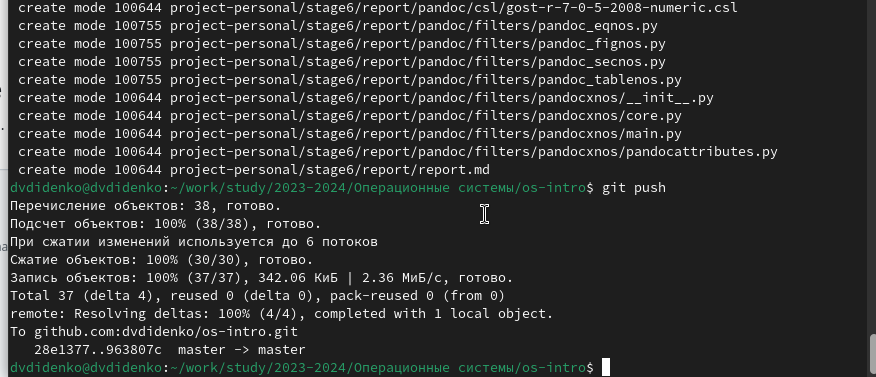 create mode 100644 project-personal/stage6/report/pandoc/csl/gost-r-7-0-5-2008-numeric.csl
create mode 100755 project-personal/stage6/report/pandoc/filters/pandoc_eqnos.py
create mode 100755 project-personal/stage6/report/pandoc/filters/pandoc_fignos.py
create mode 100755 project-personal/stage6/report/pandoc/filters/pandoc_secnos.py
create mode 100755 project-personal/stage6/report/pandoc/filters/pandoc_tablenos.py
create mode 100644 project-personal/stage6/report/pandoc/filters/pandocxnos/__init__.py
create mode 100644 project-personal/stage6/report/pandoc/filters/pandocxnos/core.py
create mode 100644 project-personal/stage6/report/pandoc/filters/pandocxnos/main.py
create mode 100644 project-personal/stage6/report/pandoc/filters/pandocxnos/pandocattributes.py
create mode 100644 project-personal/stage6/report/report.md
dvdidenko@dvdidenko:~/work/study/2023-2024/Операционные системы/os-intro$ git push
Перечисление объектов: 38, готово.
Подсчет объектов: 100% (38/38), готово.
При сжатии изменений используется до 6 потоков
Сжатие объектов: 100% (30/30), готово.
Запись объектов: 100% (37/37), 342.06 КиБ | 2.36 МиБ/с, готово.
Total 37 (delta 4), reused 0 (delta 0), pack-reused 0 (from 0)
remote: Resolving deltas: 100% (4/4), completed with 1 local object.
To github.com:dvdidenko/os-intro.git
28e1377..963807c  master -> master
dvdidenko@dvdidenko:~/work/study/2023-2024/Операционные системы/os-intro$